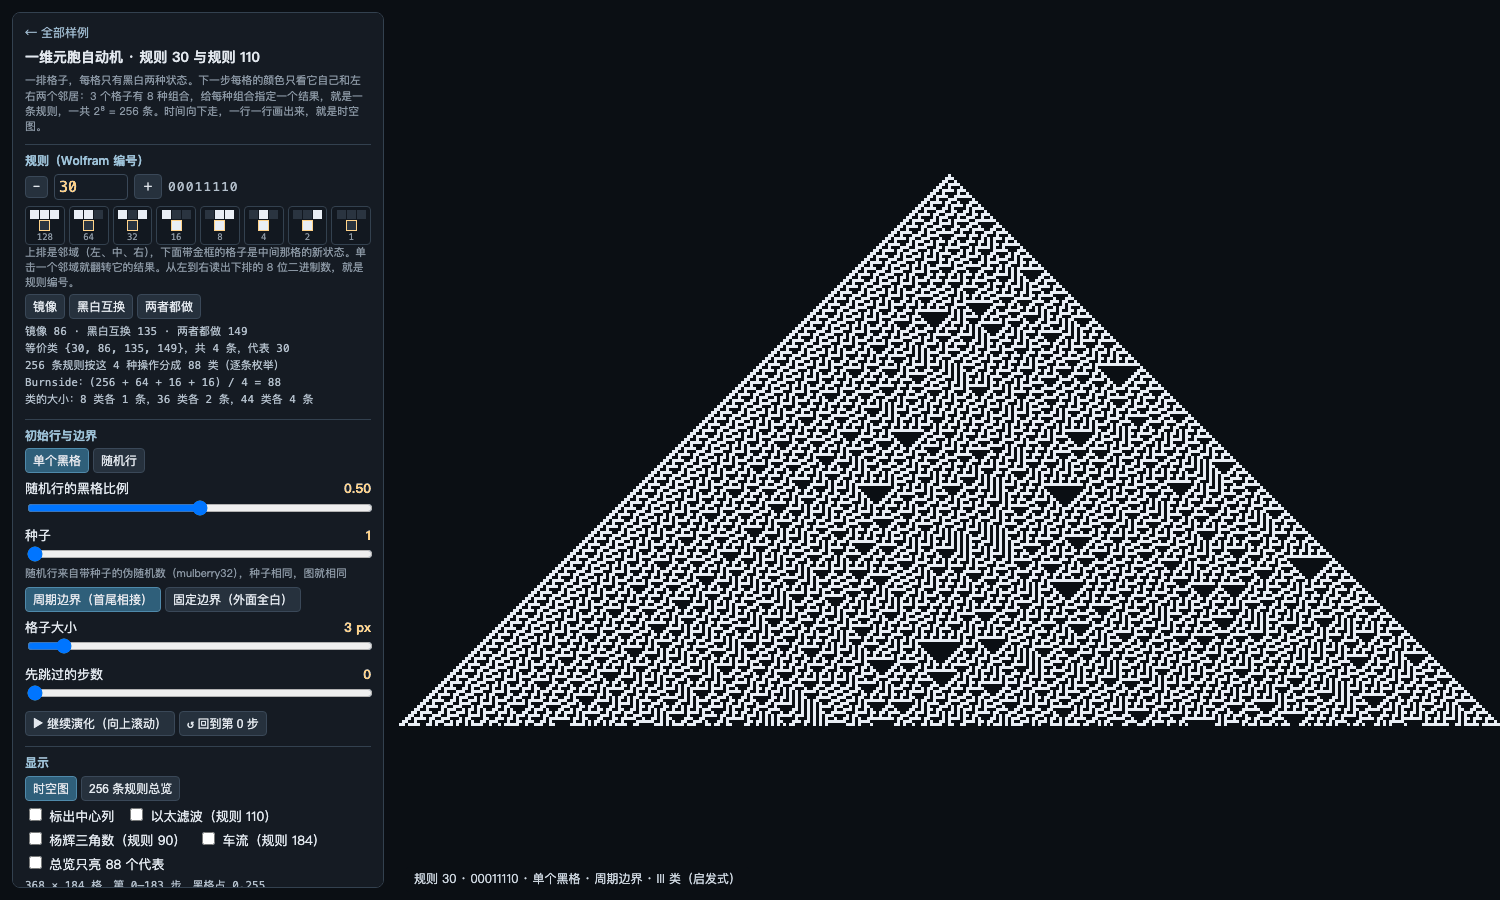 ← 全部样例
一维元胞自动机 · 规则 30 与规则 110
一排格子，每格只有黑白两种状态。下一步每格的颜色只看它自己和左
右两个邻居：3 个格子有 8 种组合，给每种组合指定一个结果，就是一
条规则，一共 2⁸ = 256 条。时间向下走，一行一行画出来，就是时空
图。
规则（Wolfram 编号）
− 30 + 00011110
128 64 32 16 8 4 2 1
上排是邻域（左、中、右），下面带金框的格子是中间那格的新状态。单
击一个邻域就翻转它的结果。从左到右读出下排的 8 位二进制数，就是
规则编号。
镜像 黑白互换 两者都做
镜像 86 · 黑白互换 135 · 两者都做 149
等价类 {30, 86, 135, 149}，共 4 条，代表 30
256 条规则按这 4 种操作分成 88 类（逐条枚举）
Burnside：(256 + 64 + 16 + 16) / 4 = 88
类的大小：8 类各 1 条，36 类各 2 条，44 类各 4 条
初始行与边界
单个黑格 随机行
随机行的黑格比例 0.50
种子 1
随机行来自带种子的伪随机数（mulberry32），种子相同，图就相同
周期边界（首尾相接） 固定边界（外面全白）
格子大小 3 px
先跳过的步数 0
▶ 继续演化（向上滚动） ↺ 回到第 0 步
显示
时空图 256 条规则总览
标出中心列 以太滤波（规则 110）
杨辉三角数（规则 90） 车流（规则 184）
总览只亮 88 个代表
368 × 184 格，第 0–183 步，黑格占 0.255
规则 30 · 00011110 · 单个黑格 · 周期边界 · III 类（启发式）